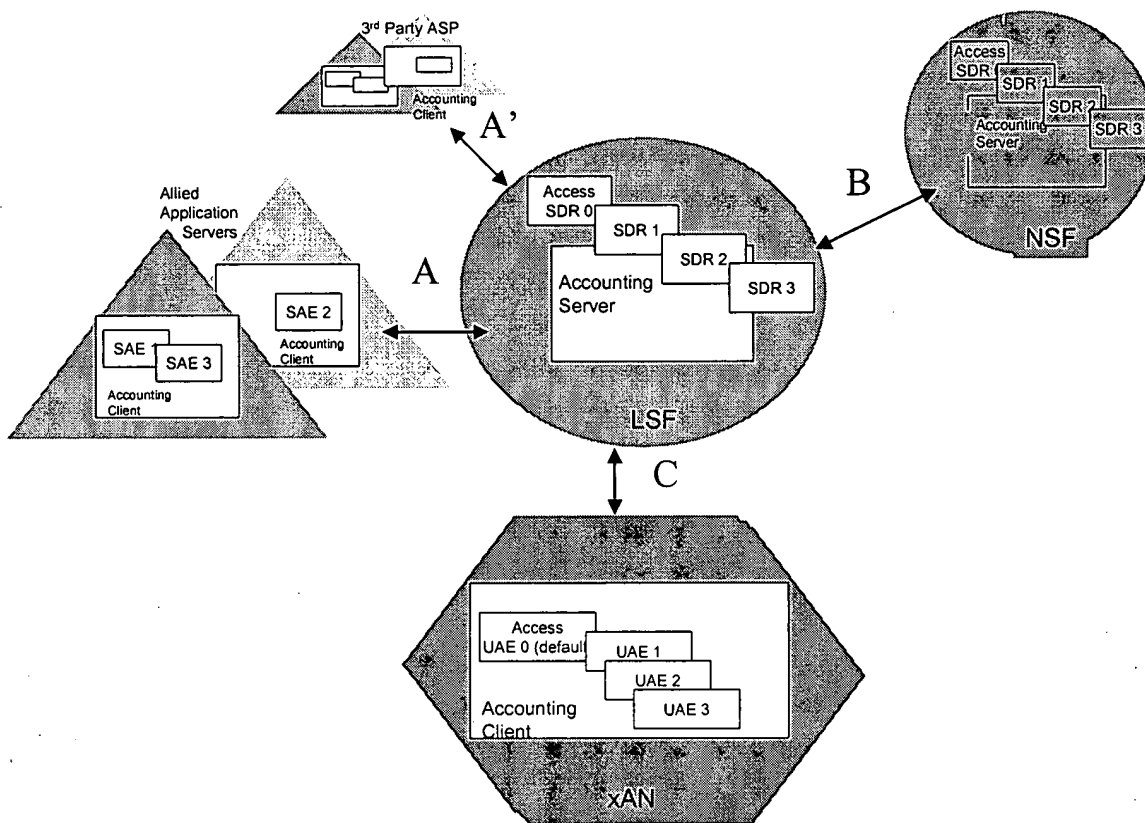 3rd Party ASP
Accounting
Client
A'
Access
SDR
SDR 1
SDR 2
SDR 3
Accounting
Server
NSF
B
Allied
Application
Servers
SAE 2
Accounting
Client
SAE 1
SAE 3
Accounting
Client
A
Access
SDR 0
SDR 1
SDR 2
SDR 3
Accounting
Server
LSF
C
Access
UAE 0 (default
UAE 1
UAE 2
UAE 3
Accounting
Client
xAN